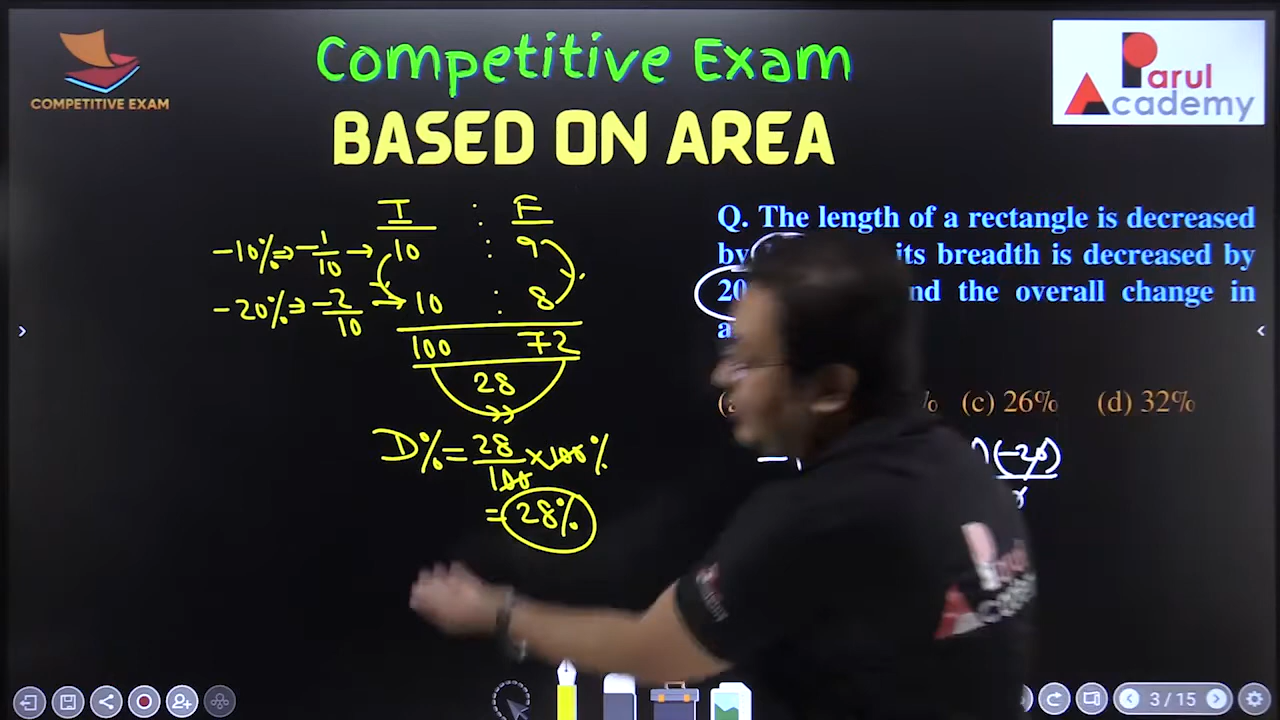 COMPETITIVE EXAM
Competitive Exam
BASED ON AREA
Parul
Academy
I : F
-10% ⇒ -1/10 → 10 : 9
-20% ⇒ -2/10 → 10 : 8
100 72
28
D% = 28/100 × 100%
= 28%
Q. The length of a rectangle is decreased
by its breadth is decreased by
20 the overall change in
% (c) 26% (d) 32%
(-20)
3 / 15